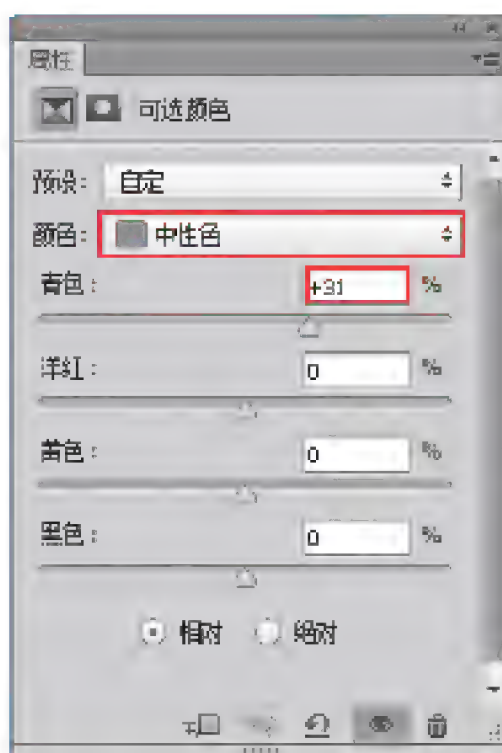 属性
可选颜色
预设： 自定
颜色： 中性色
青色： +31 %
洋红： 0 %
黄色： 0 %
黑色： 0 %
相对 绝对